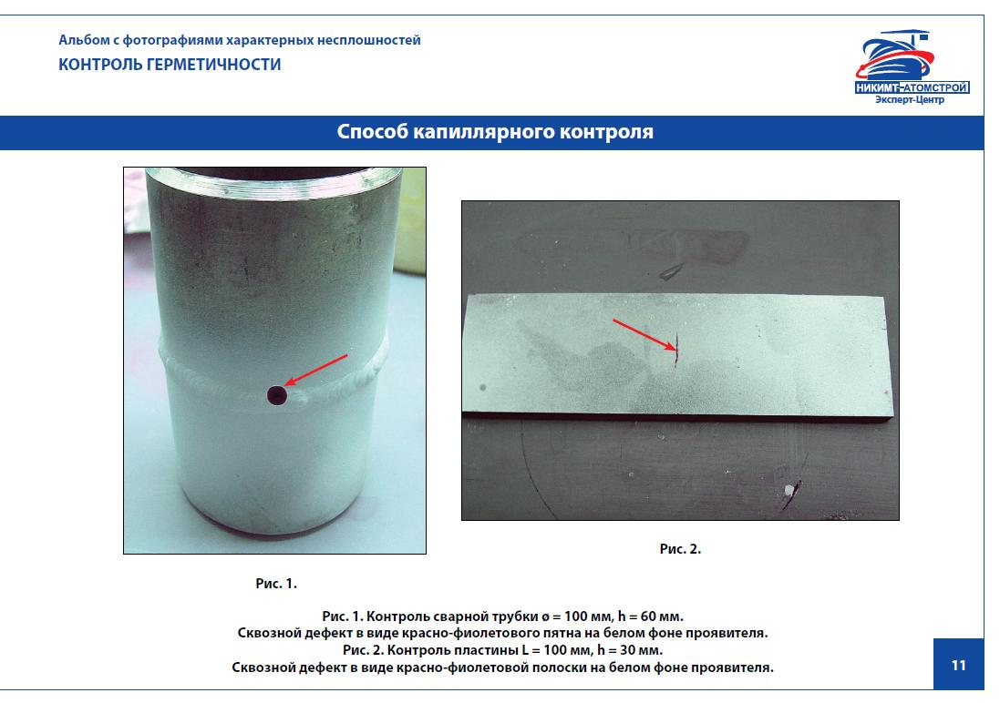 Альбом с фотографиями характерных несплошностей
КОНТРОЛЬ ГЕРМЕТИЧНОСТИ
НИКИМТ-АТОМСТРОЙ
Эксперт-Центр
Способ капиллярного контроля
Рис. 2.
Рис. 1.
Рис. 1. Контроль сварной трубки ø = 100 мм, h = 60 мм.
Сквозной дефект в виде красно-фиолетового пятна на белом фоне проявителя.
Рис. 2. Контроль пластины L = 100 мм, h = 30 мм.
Сквозной дефект в виде красно-фиолетовой полоски на белом фоне проявителя.
11